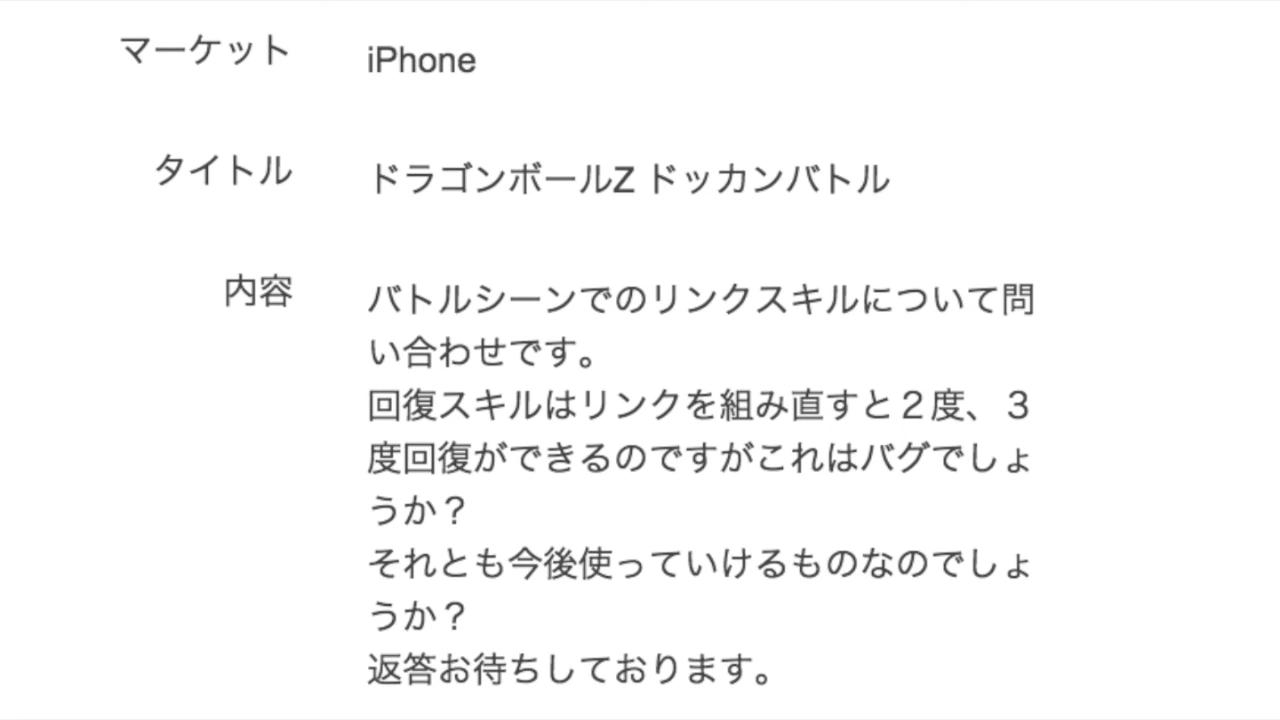 マーケット iPhone
タイトル ドラゴンボールZ ドッカンバトル
内容 バトルシーンでのリンクスキルについて問
い合わせです。
回復スキルはリンクを組み直すと２度、３
度回復ができるのですがこれはバグでしょ
うか？
それとも今後使っていけるものなのでしょ
うか？
返答お待ちしております。